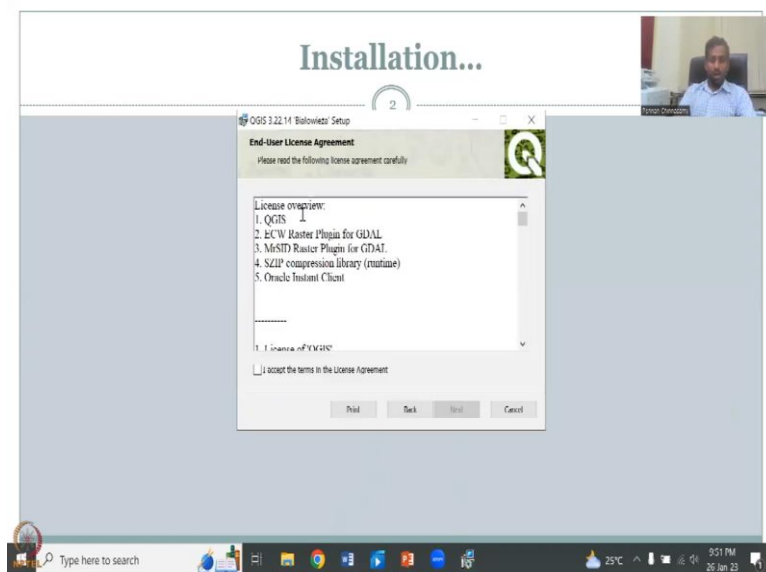 Installation...
2
QGIS 3.22.14 'Białowieża' Setup
End-User License Agreement
Please read the following license agreement carefully
License overview:
1. QGIS
2. ECW Raster Plugin for GDAL
3. MrSID Raster Plugin for GDAL
4. SZIP compression library (runtime)
5. Oracle Instant Client
----------
1. License of 'QGIS'
I accept the terms in the License Agreement
Print Back Next Cancel
Type here to search
25°C
9:51 PM
26 Jan 23